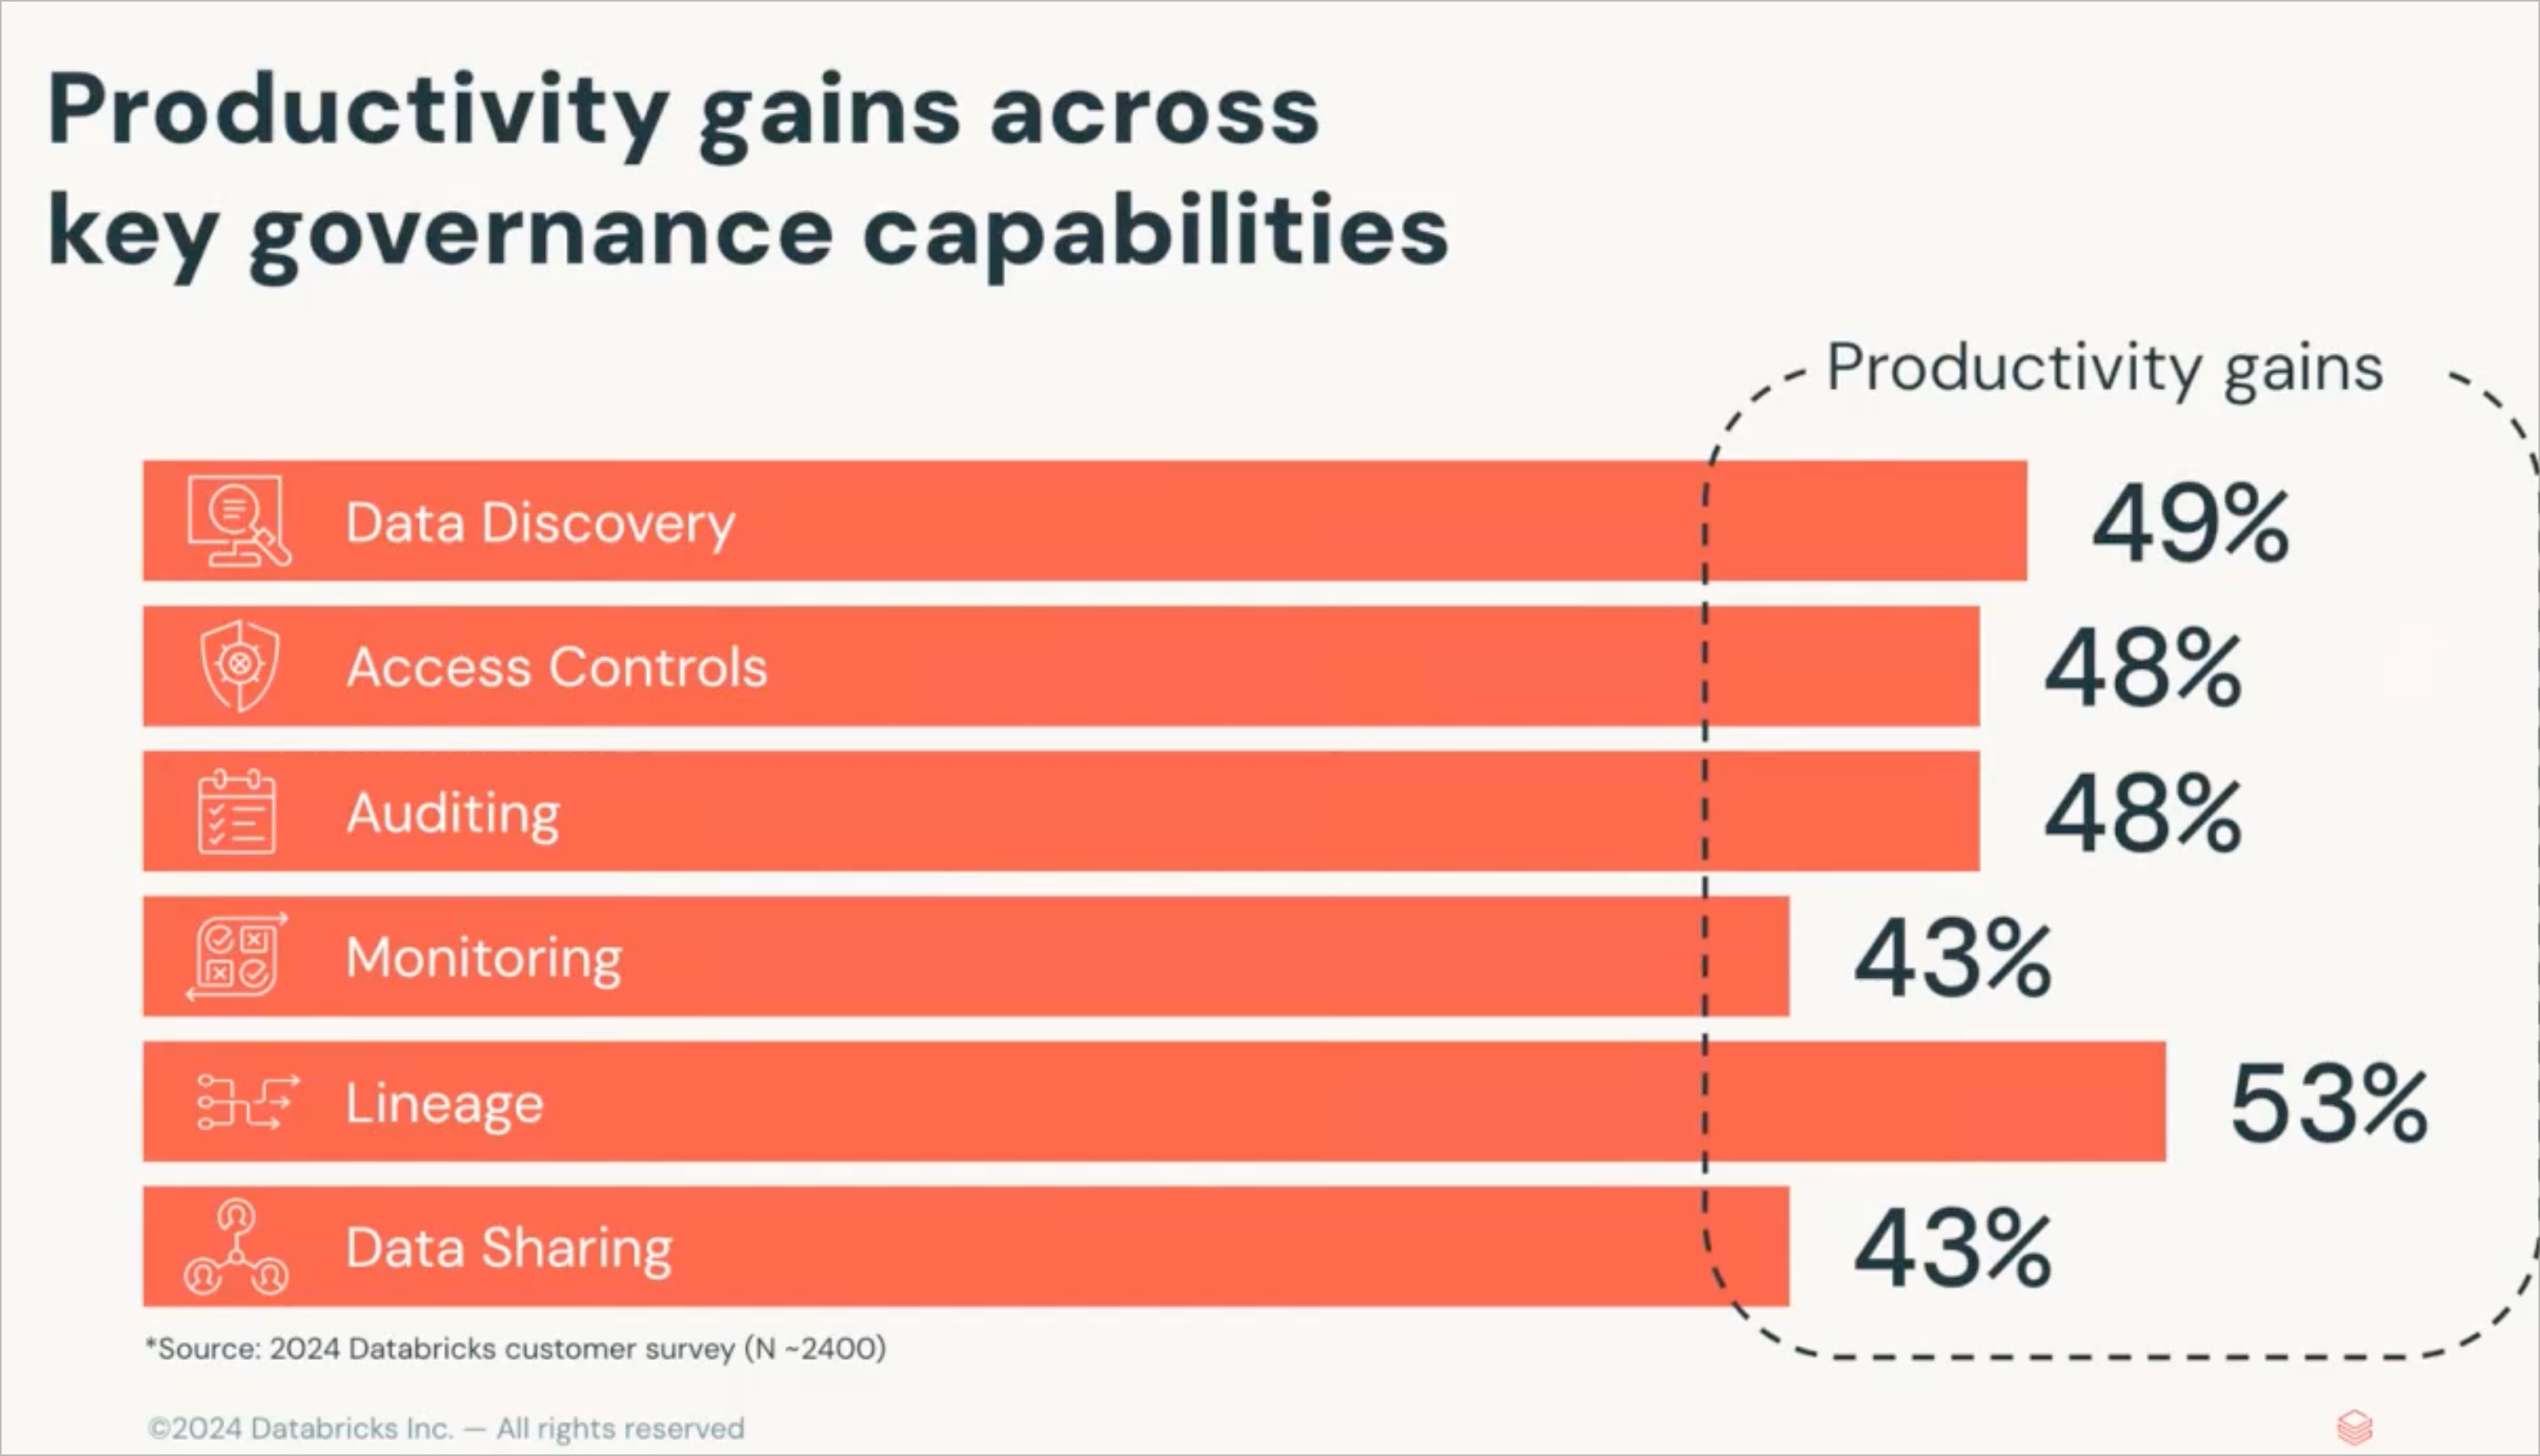 Productivity gains across
key governance capabilities
Productivity gains
Data Discovery 49%
Access Controls 48%
Auditing 48%
Monitoring 43%
Lineage 53%
Data Sharing 43%
*Source: 2024 Databricks customer survey (N ~2400)
©2024 Databricks Inc. — All rights reserved